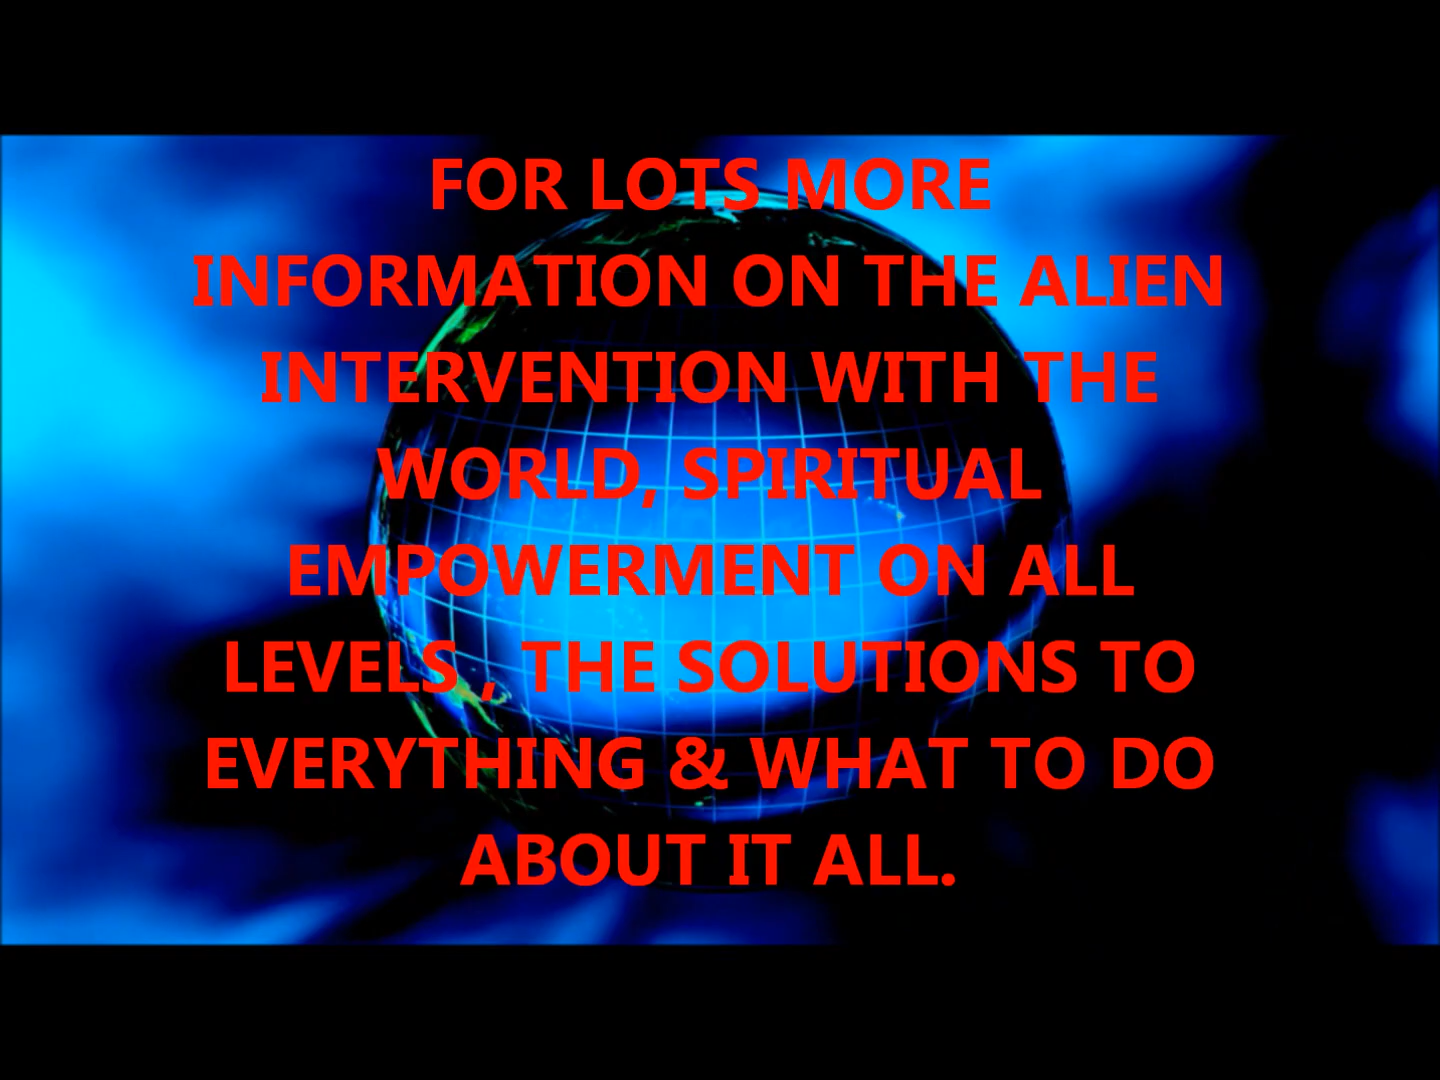 FOR LOTS MORE
INFORMATION ON THE ALIEN
INTERVENTION WITH THE
WORLD, SPIRITUAL
EMPOWERMENT ON ALL
LEVELS , THE SOLUTIONS TO
EVERYTHING & WHAT TO DO
ABOUT IT ALL.